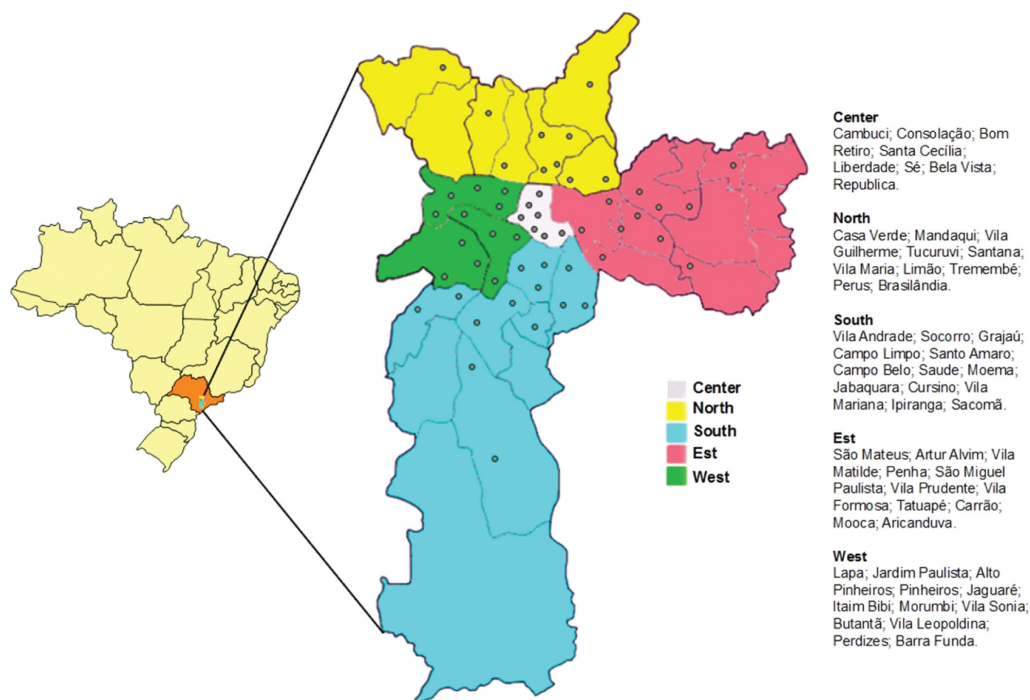 Center
North
South
Est
West
Center
Cambuci; Consolação; Bom
Retiro; Santa Cecília;
Liberdade; Sé; Bela Vista;
Republica.
North
Casa Verde; Mandaqui; Vila
Guilherme; Tucuruvi; Santana;
Vila Maria; Limão; Tremembé;
Perus; Brasilândia.
South
Vila Andrade; Socorro; Grajaú;
Campo Limpo; Santo Amaro;
Campo Belo; Saude; Moema;
Jabaquara; Cursino; Vila
Mariana; Ipiranga; Sacomã.
Est
São Mateus; Artur Alvim; Vila
Matilde; Penha; São Miguel
Paulista; Vila Prudente; Vila
Formosa; Tatuapé; Carrão;
Mooca; Aricanduva.
West
Lapa; Jardim Paulista; Alto
Pinheiros; Pinheiros; Jaguaré;
Itaim Bibi; Morumbi; Vila Sonia;
Butantã; Vila Leopoldina;
Perdizes; Barra Funda.